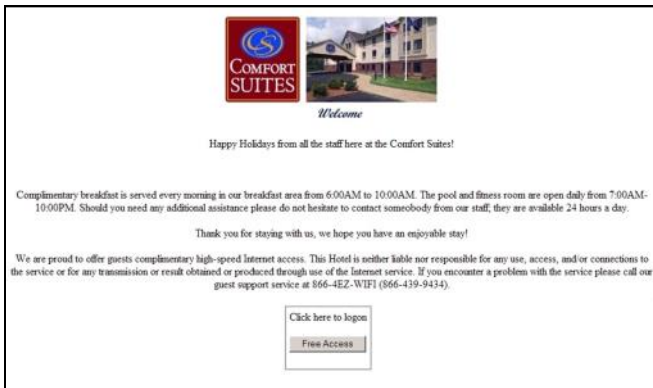 COMFORT
SUITES
Welcome
Happy Holidays from all the staff here at the Comfort Suites!
Complimentary breakfast is served every morning in our breakfast area from 6:00AM to 10:00AM. The pool and fitness room are open daily from 7:00AM-
10:00PM. Should you need any additional assistance please do not hesitate to contact someobody from our staff, they are available 24 hours a day.
Thank you for staying with us, we hope you have an enjoyable stay!
We are proud to offer guests complimentary high-speed Internet access. This Hotel is neither liable nor responsible for any use, access, and/or connections to
the service or for any transmission or result obtained or produced through use of the Internet service. If you encounter a problem with the service please call our
guest support service at 866-4EZ-WIFI (866-439-9434).
Click here to logon
Free Access